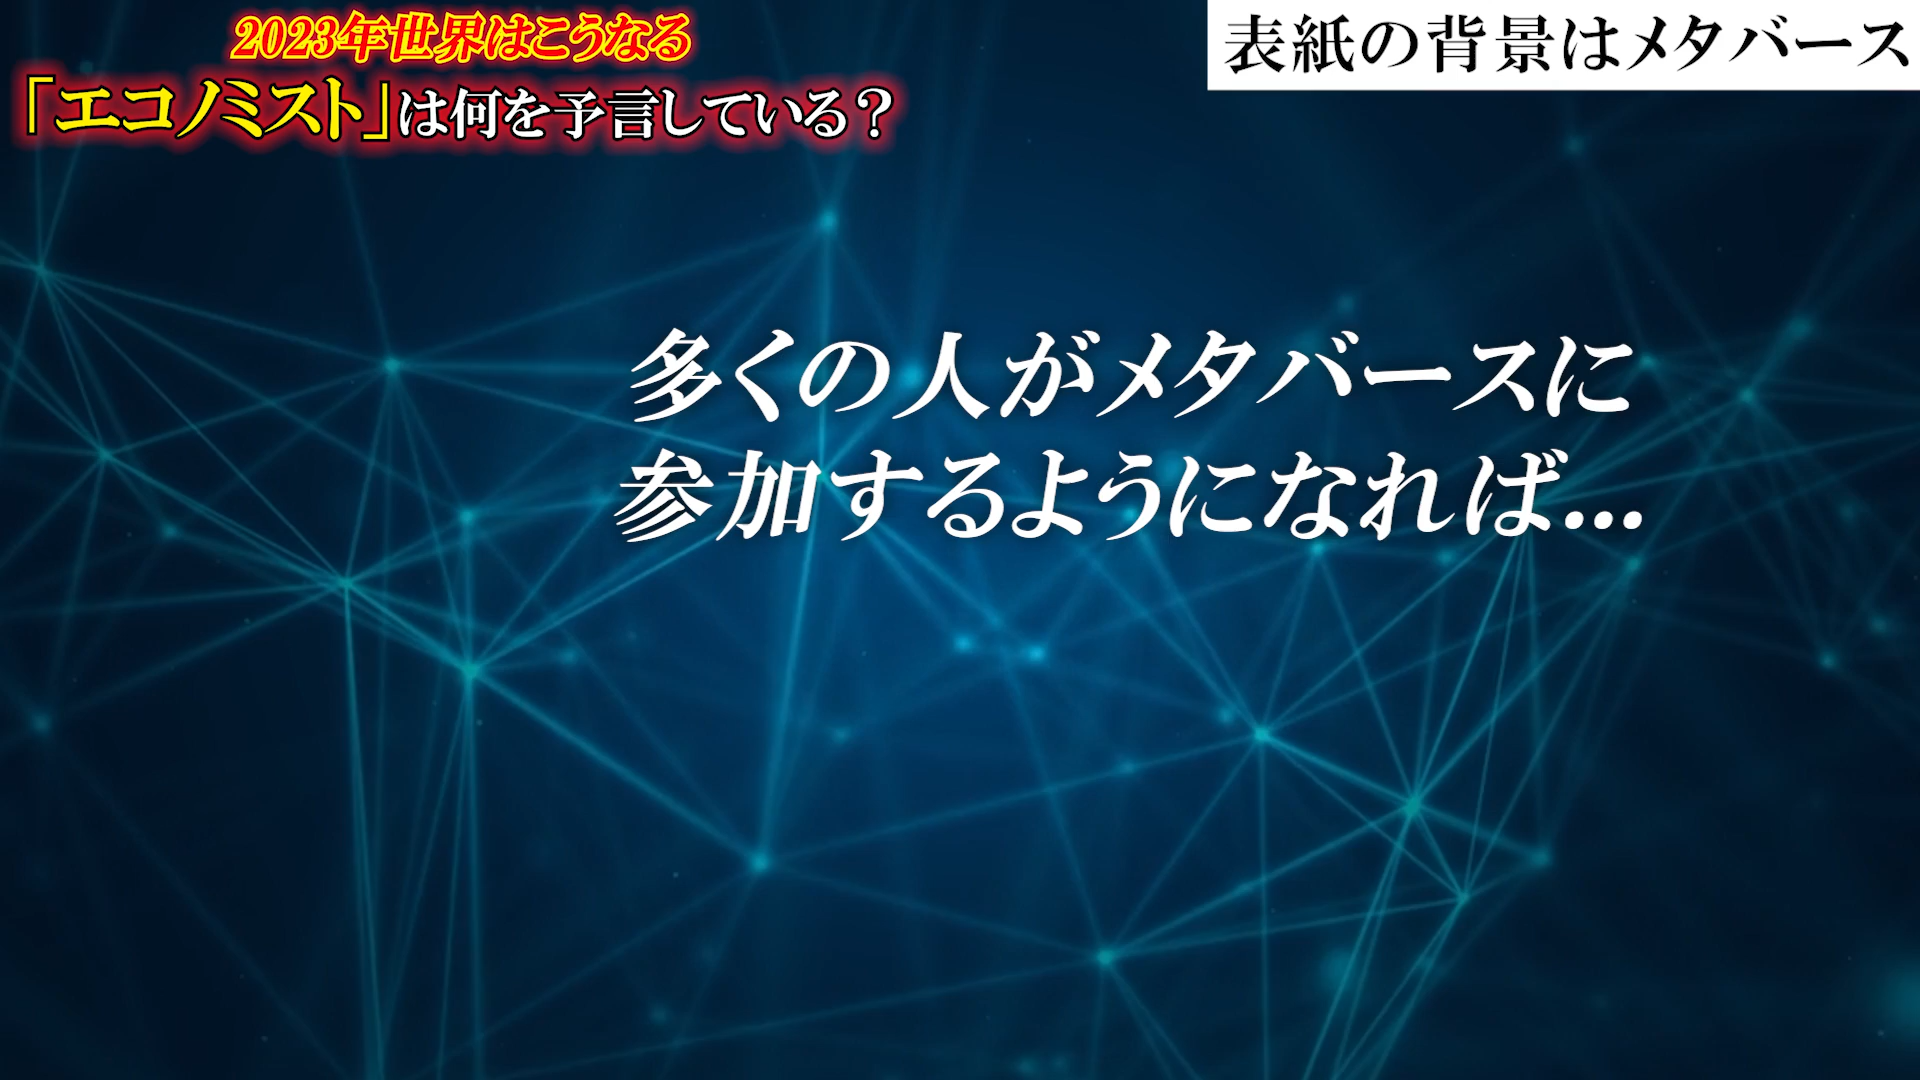 2023年世界はこうなる
「エコノミスト」は何を予言している？
表紙の背景はメタバース
多くの人がメタバースに
参加するようになれば…